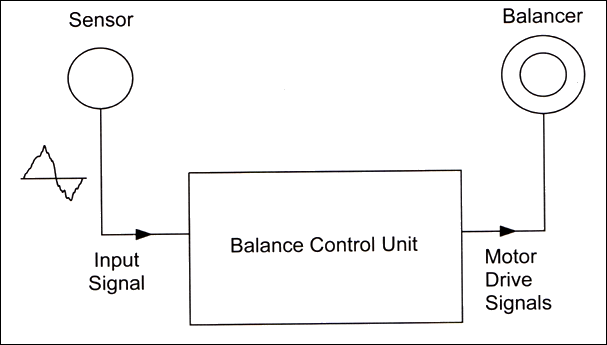 Sensor
Balancer
Balance Control Unit
Input
Signal
Motor
Drive
Signals